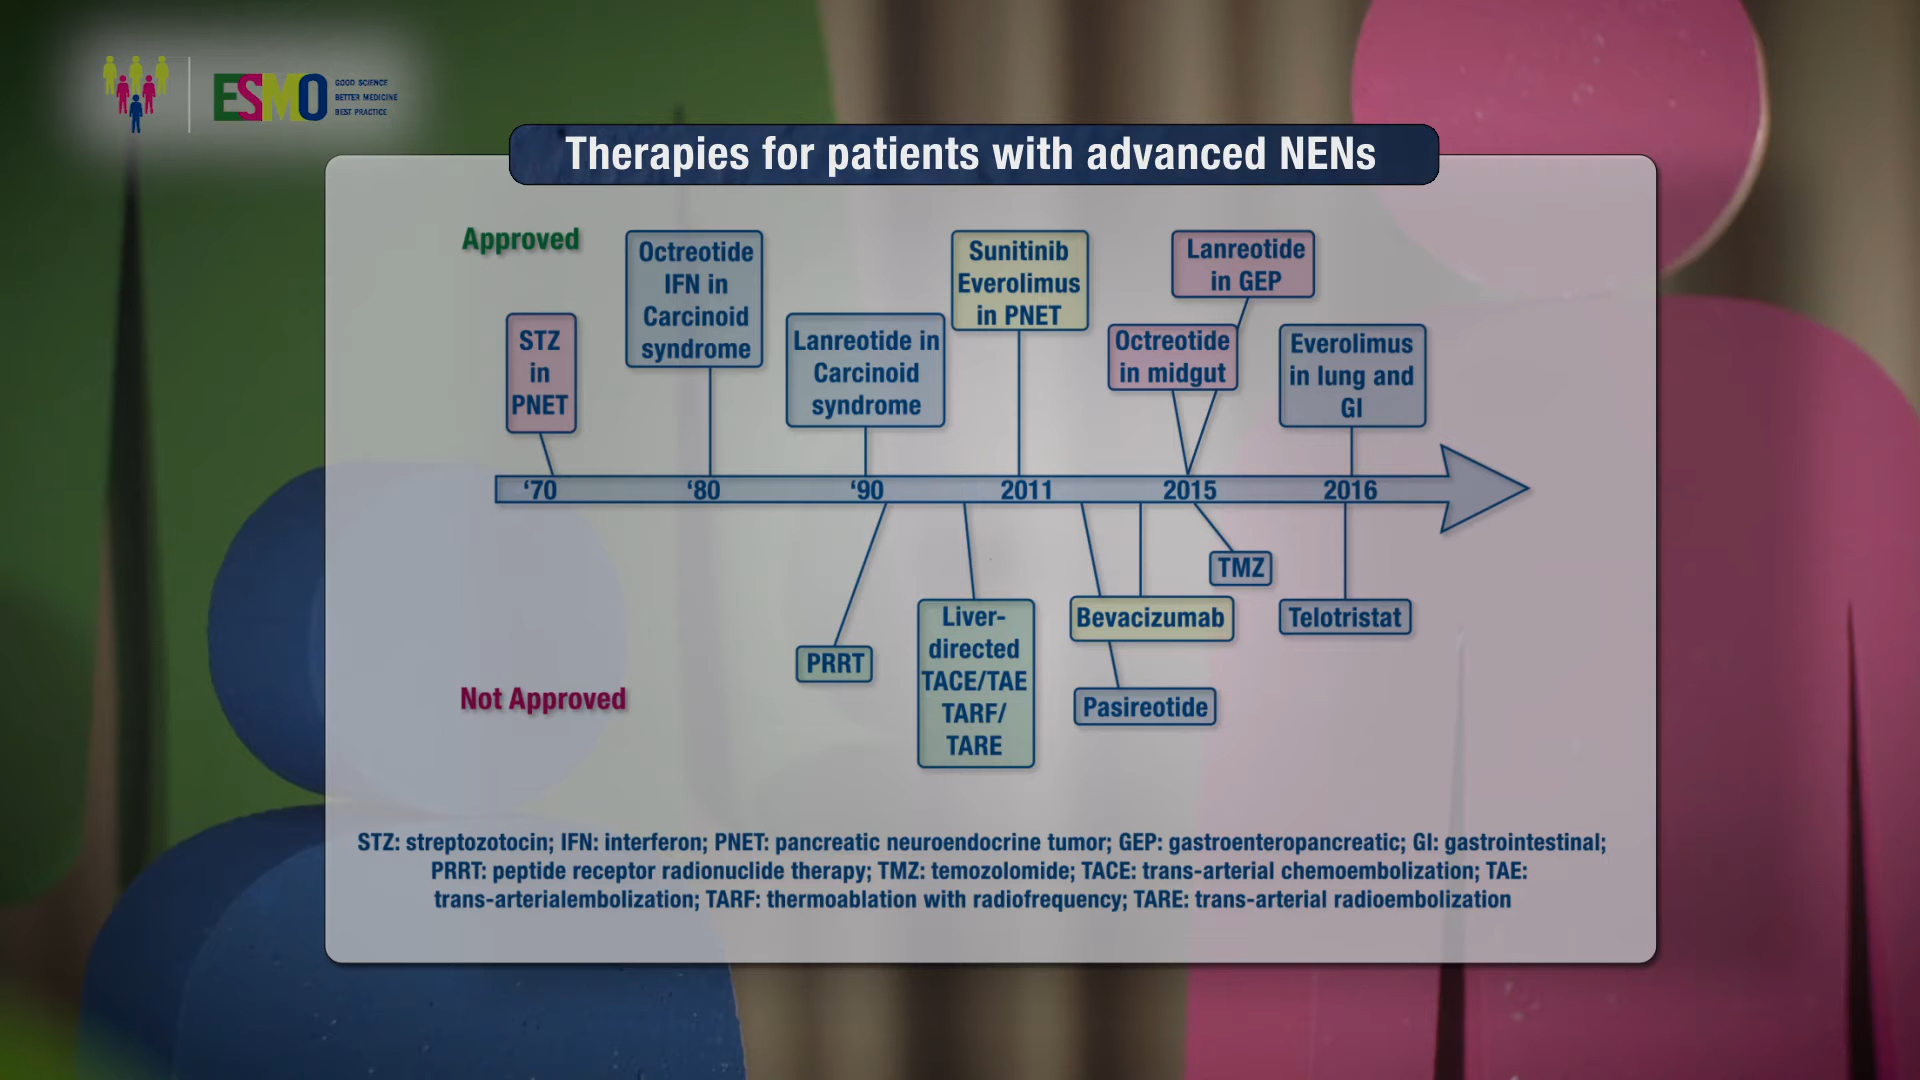 ESMO
GOOD SCIENCE
BETTER MEDICINE
BEST PRACTICE
Therapies for patients with advanced NENs
Approved
STZ
in
PNET
Octreotide
IFN in
Carcinoid
syndrome
Lanreotide in
Carcinoid
syndrome
Sunitinib
Everolimus
in PNET
Octreotide
in midgut
Lanreotide
in GEP
Everolimus
in lung and
GI
‘70
‘80
‘90
2011
2015
2016
Not Approved
PRRT
Liver-
directed
TACE/TAE
TARF/
TARE
Bevacizumab
Pasireotide
TMZ
Telotristat
STZ: streptozotocin; IFN: interferon; PNET: pancreatic neuroendocrine tumor; GEP: gastroenteropancreatic; GI: gastrointestinal;
PRRT: peptide receptor radionuclide therapy; TMZ: temozolomide; TACE: trans-arterial chemoembolization; TAE:
trans-arterialembolization; TARF: thermoablation with radiofrequency; TARE: trans-arterial radioembolization